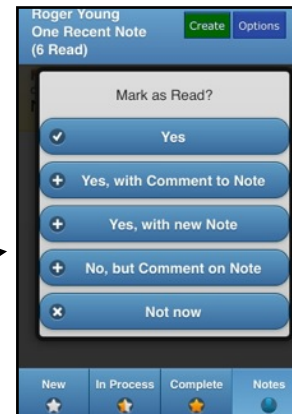 Roger Young
One Recent Note
(6 Read)
Create
Options
Mark as Read?
Yes
Yes, with Comment to Note
Yes, with new Note
No, but Comment on Note
Not now
New
In Process
Complete
Notes